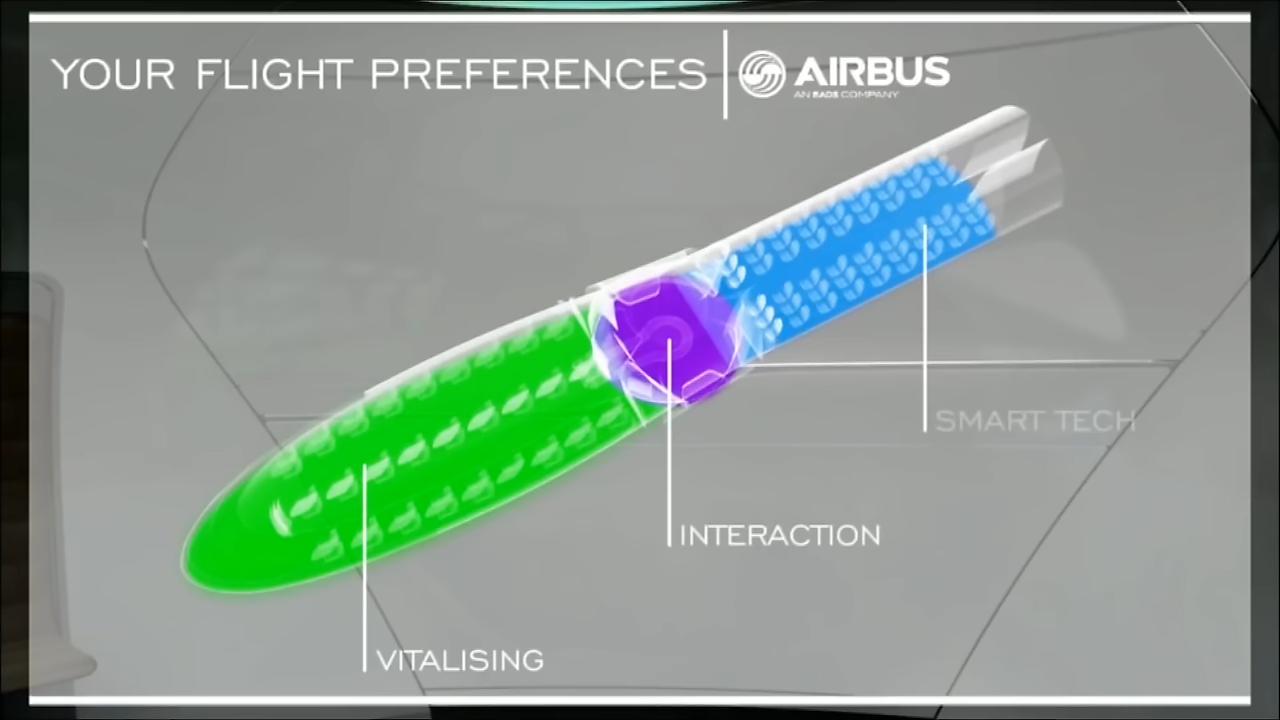 YOUR FLIGHT PREFERENCES
AIRBUS
AN EADS COMPANY
SMART TECH
INTERACTION
VITALISING